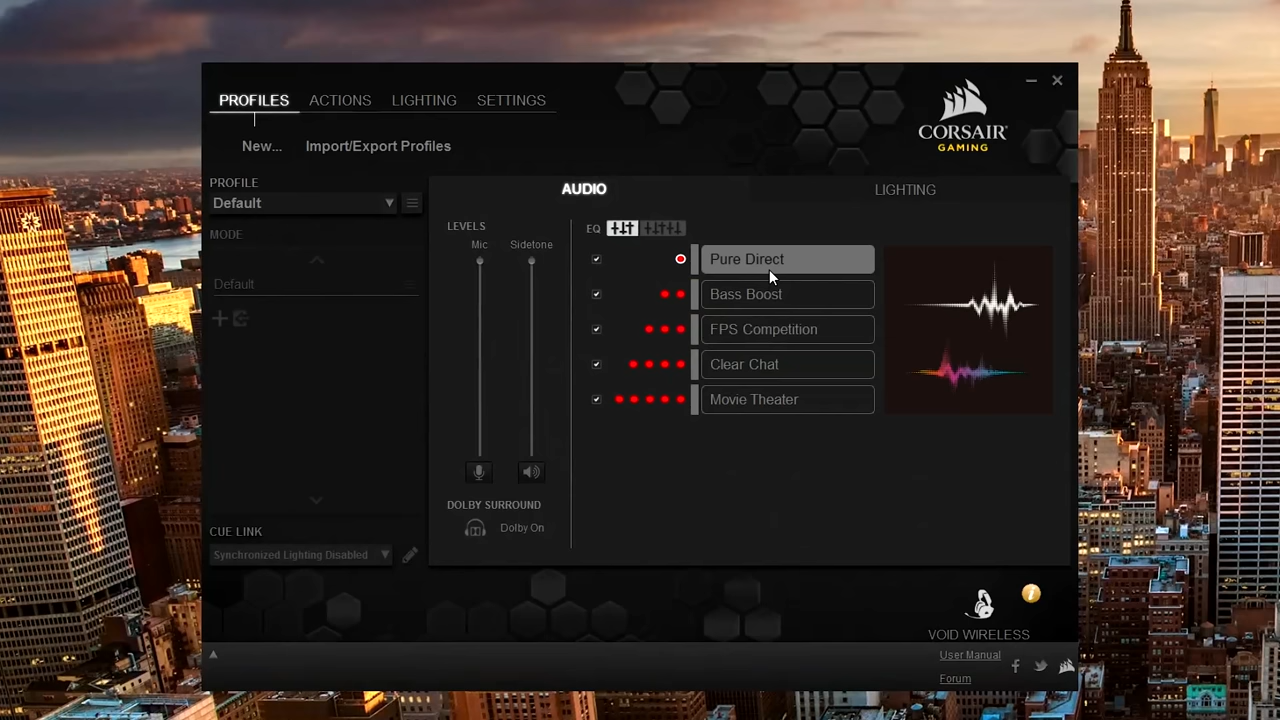 PROFILES ACTIONS LIGHTING SETTINGS
CORSAIR
GAMING
New... Import/Export Profiles
PROFILE
Default
MODE
Default
CUE LINK
Synchronized Lighting Disabled
AUDIO LIGHTING
LEVELS
Mic Sidetone
DOLBY SURROUND
Dolby On
EQ
Pure Direct
Bass Boost
FPS Competition
Clear Chat
Movie Theater
VOID WIRELESS
User Manual
Forum